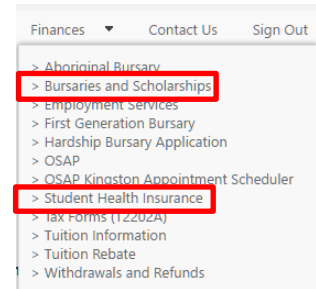 Finances ▼ Contact Us Sign Out
> Aboriginal Bursary
> Bursaries and Scholarships
> Employment Services
> First Generation Bursary
> Hardship Bursary Application
> OSAP
> OSAP Kingston Appointment Scheduler
> Student Health Insurance
> Tax Forms (T2202A)
> Tuition Information
> Tuition Rebate
> Withdrawals and Refunds